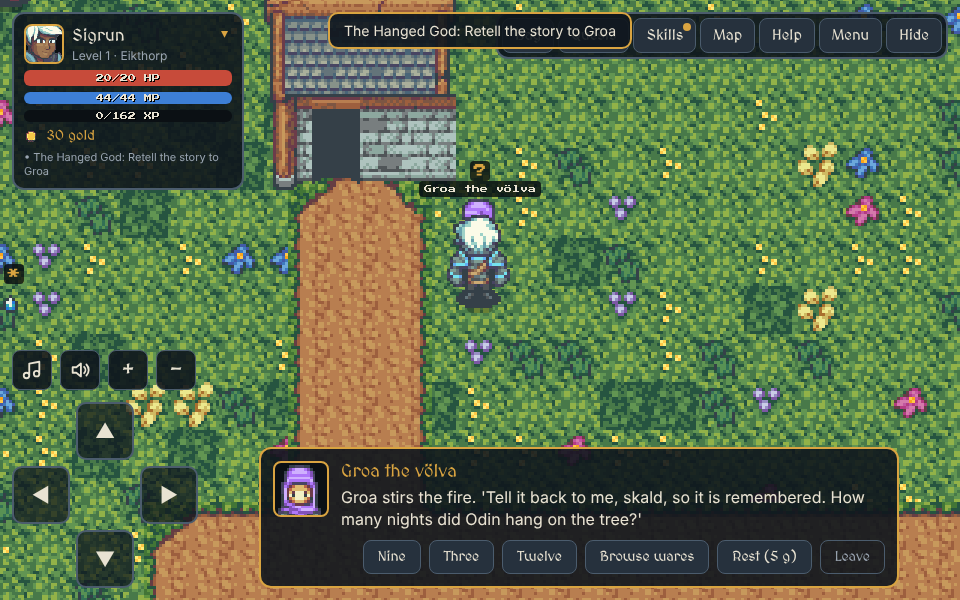 Sigrun
Level 1 · Eikthorp
20/20 HP
44/44 MP
0/162 XP
30 gold
• The Hanged God: Retell the story to
Groa
The Hanged God: Retell the story to Groa
Skills
Map
Help
Menu
Hide
?
Groa the völva
+
−
Groa the völva
Groa stirs the fire. 'Tell it back to me, skald, so it is remembered. How
many nights did Odin hang on the tree?'
Nine
Three
Twelve
Browse wares
Rest (5 g)
Leave